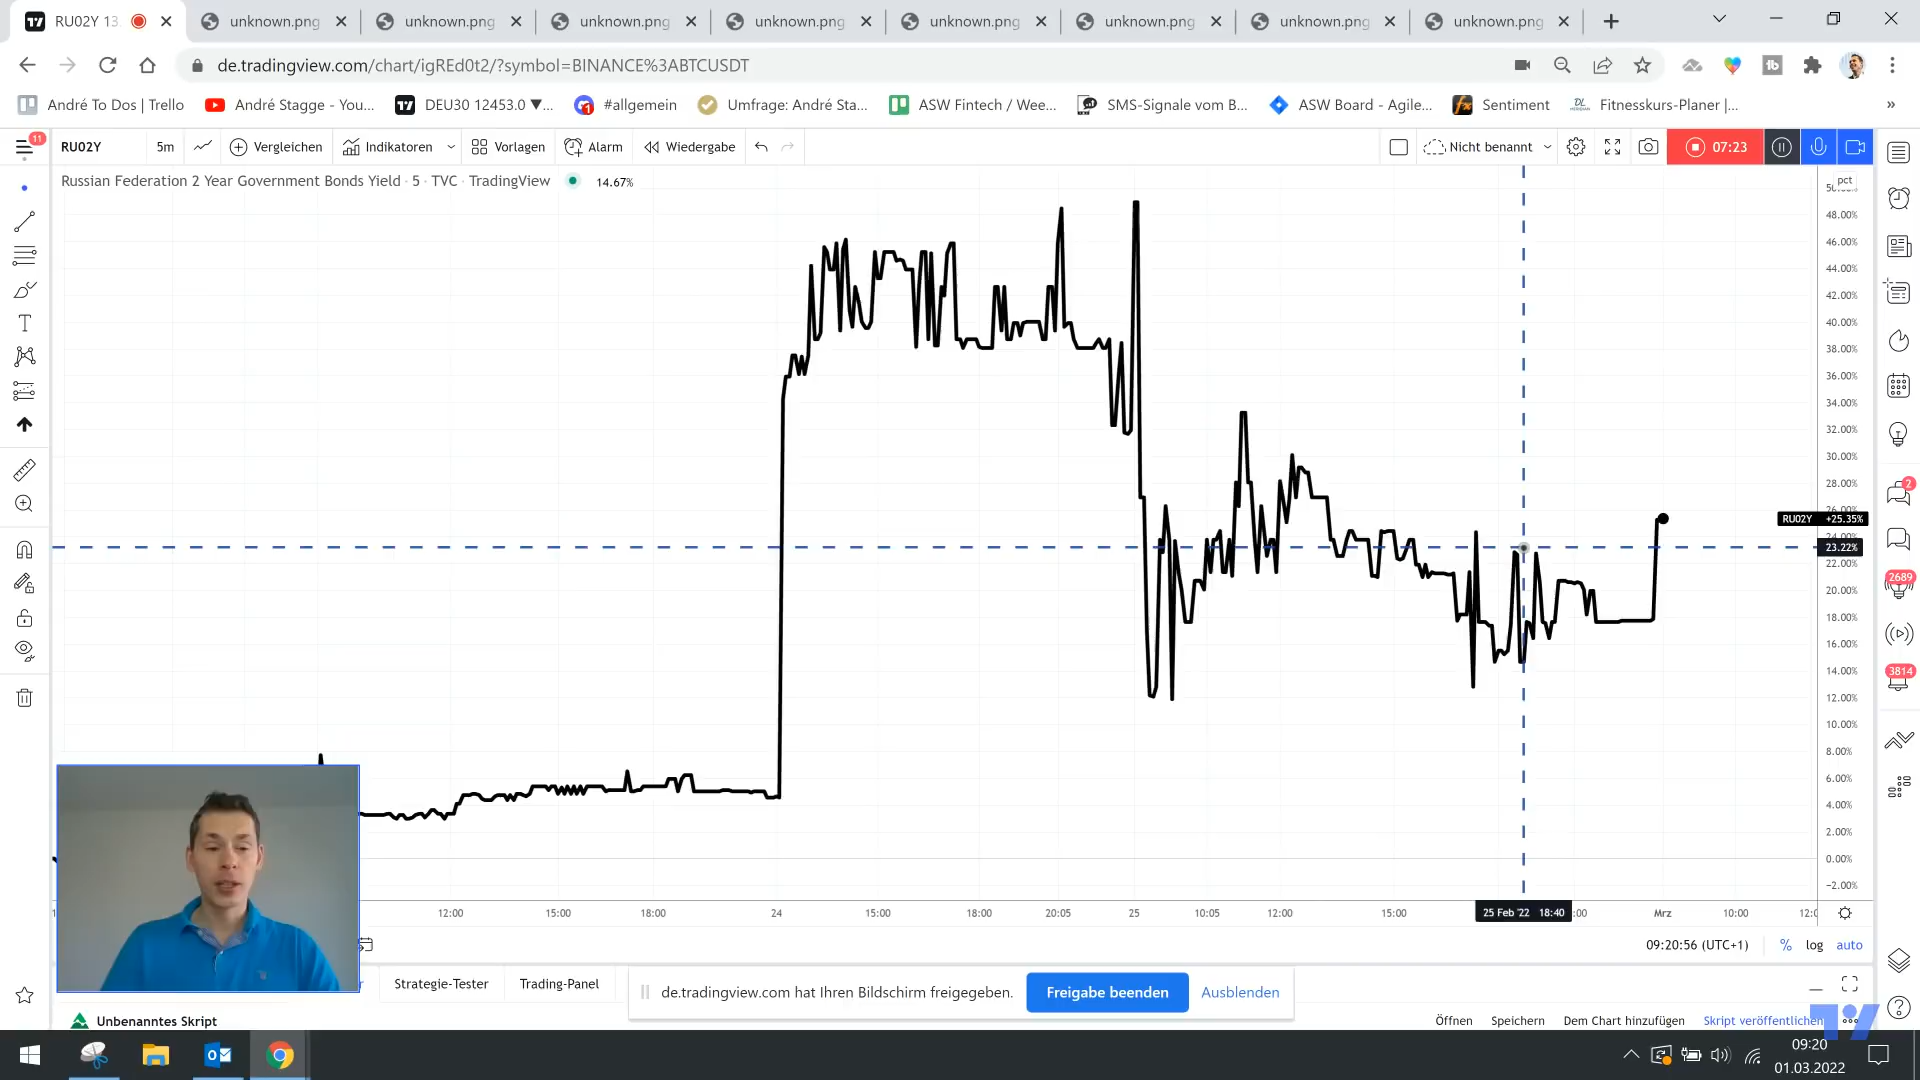 RU02Y 13.
unknown.png
unknown.png
unknown.png
unknown.png
unknown.png
unknown.png
unknown.png
unknown.png
de.tradingview.com/chart/igREd0t2/?symbol=BINANCE%3ABTCUSDT
André To Dos | Trello
André Stagge - You...
DEU30 12453.0 ▼...
#allgemein
Umfrage: André Sta...
ASW Fintech / Wee...
SMS-Signale vom B...
ASW Board - Agile...
Sentiment
Fitnesskurs-Planer |...
»
11
RU02Y
5m
Vergleichen
Indikatoren
Vorlagen
Alarm
Wiedergabe
Nicht benannt
07:23
Russian Federation 2 Year Government Bonds Yield · 5 · TVC · TradingView
14.67%
pct
48.00%
46.00%
44.00%
42.00%
40.00%
38.00%
36.00%
34.00%
32.00%
30.00%
28.00%
26.00%
RU02Y +25.35%
24.00%
23.22%
22.00%
20.00%
18.00%
16.00%
14.00%
12.00%
10.00%
8.00%
6.00%
4.00%
2.00%
0.00%
−2.00%
2
2689
3814
12:00
15:00
18:00
24
15:00
18:00
20:05
25
10:05
12:00
15:00
25 Feb '22 18:40
:00
Mrz
10:00
12:0
09:20:56 (UTC+1)
%
log
auto
Strategie-Tester
Trading-Panel
de.tradingview.com hat Ihren Bildschirm freigegeben.
Freigabe beenden
Ausblenden
Unbenanntes Skript
Öffnen
Speichern
Dem Chart hinzufügen
Skript veröffentlichen
09:20
01.03.2022